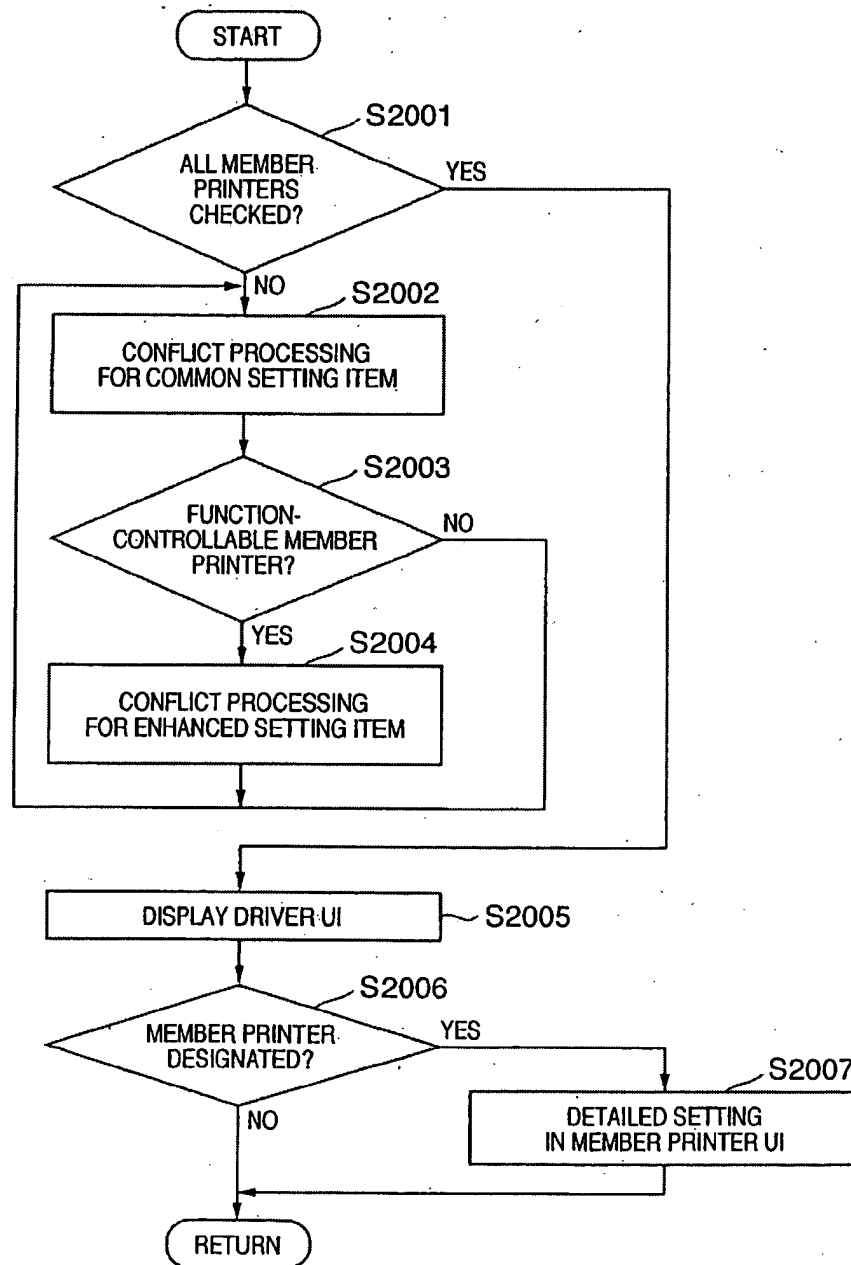 START
S2001
ALL MEMBER
PRINTERS
CHECKED?
YES
NO
S2002
CONFLICT PROCESSING
FOR COMMON SETTING ITEM
S2003
FUNCTION-
CONTROLLABLE MEMBER
PRINTER?
NO
YES
S2004
CONFLICT PROCESSING
FOR ENHANCED SETTING ITEM
DISPLAY DRIVER UI
S2005
S2006
MEMBER PRINTER
DESIGNATED?
YES
NO
S2007
DETAILED SETTING
IN MEMBER PRINTER UI
RETURN